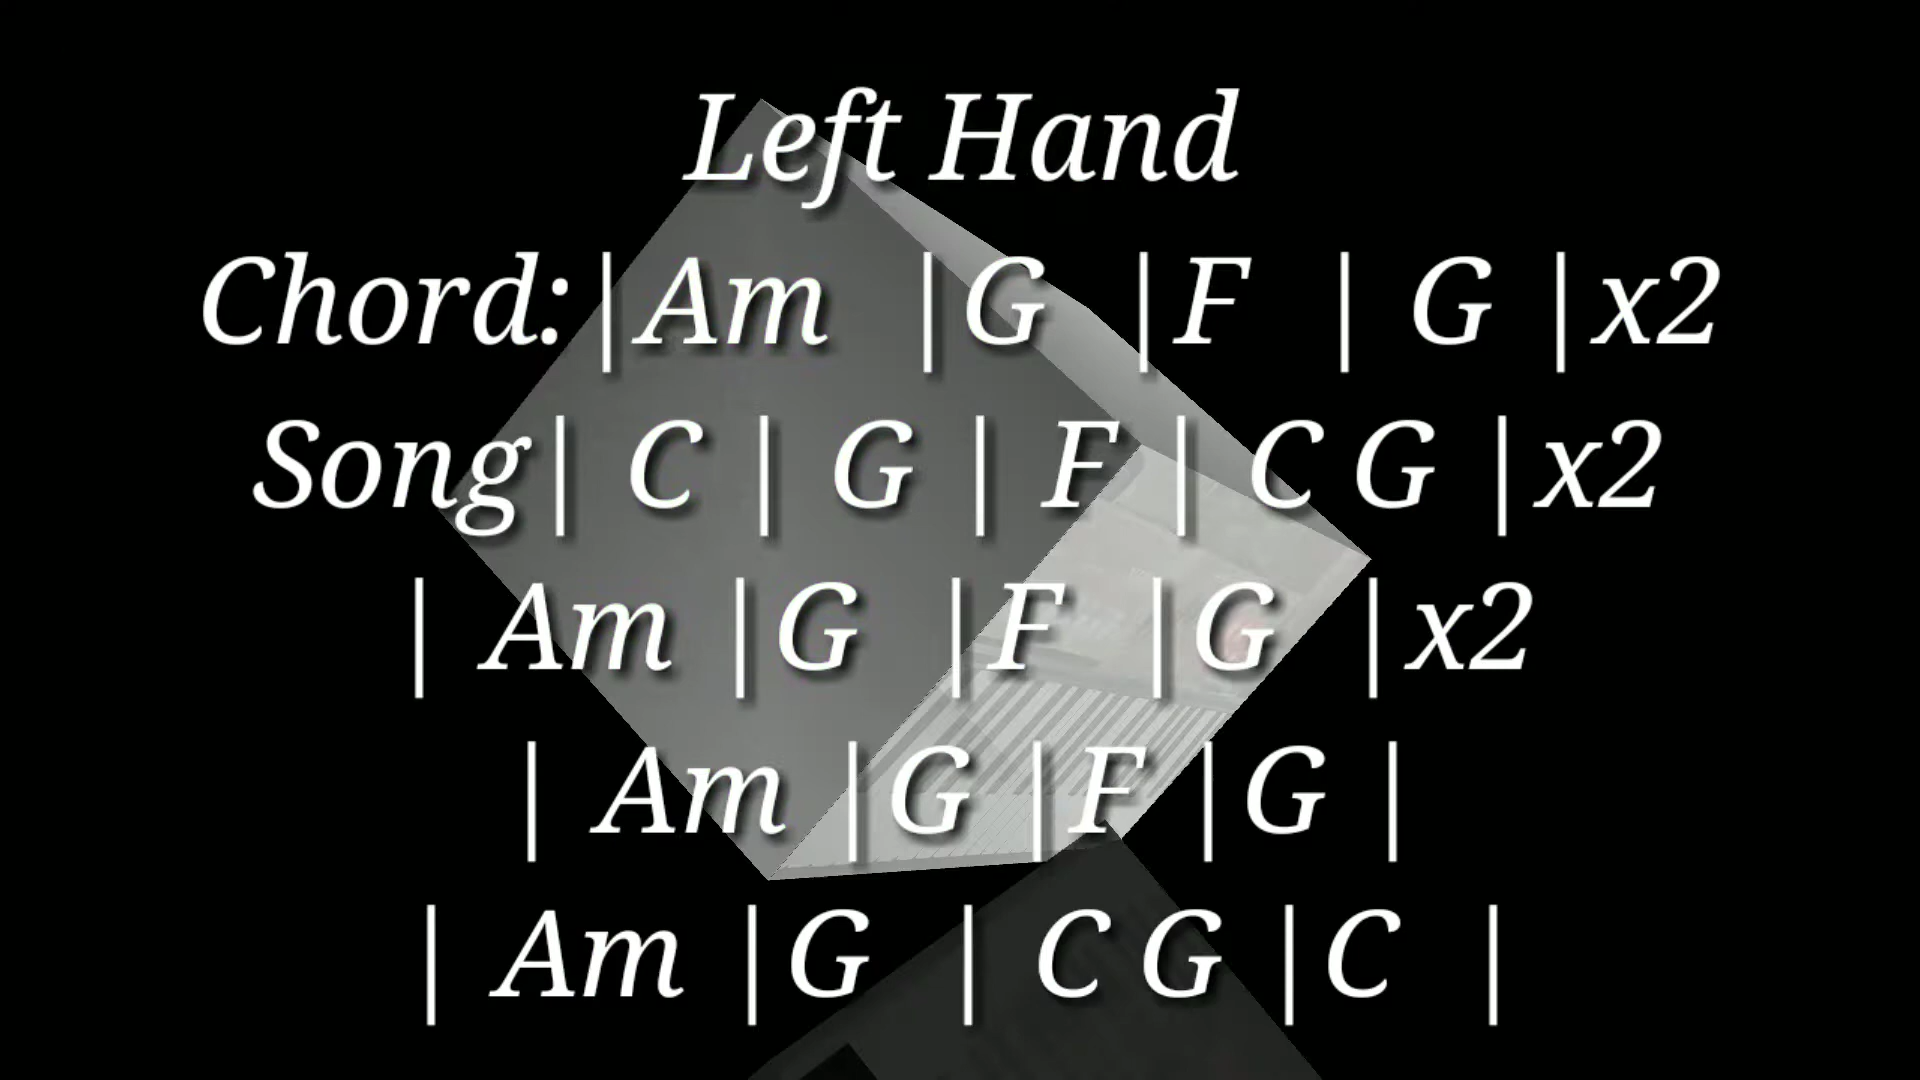 Left Hand
Chord:|Am |G |F | G |x2
Song| C | G | F | C G |x2
| Am |G |F |G |x2
| Am |G |F |G |
| Am |G | C G |C |